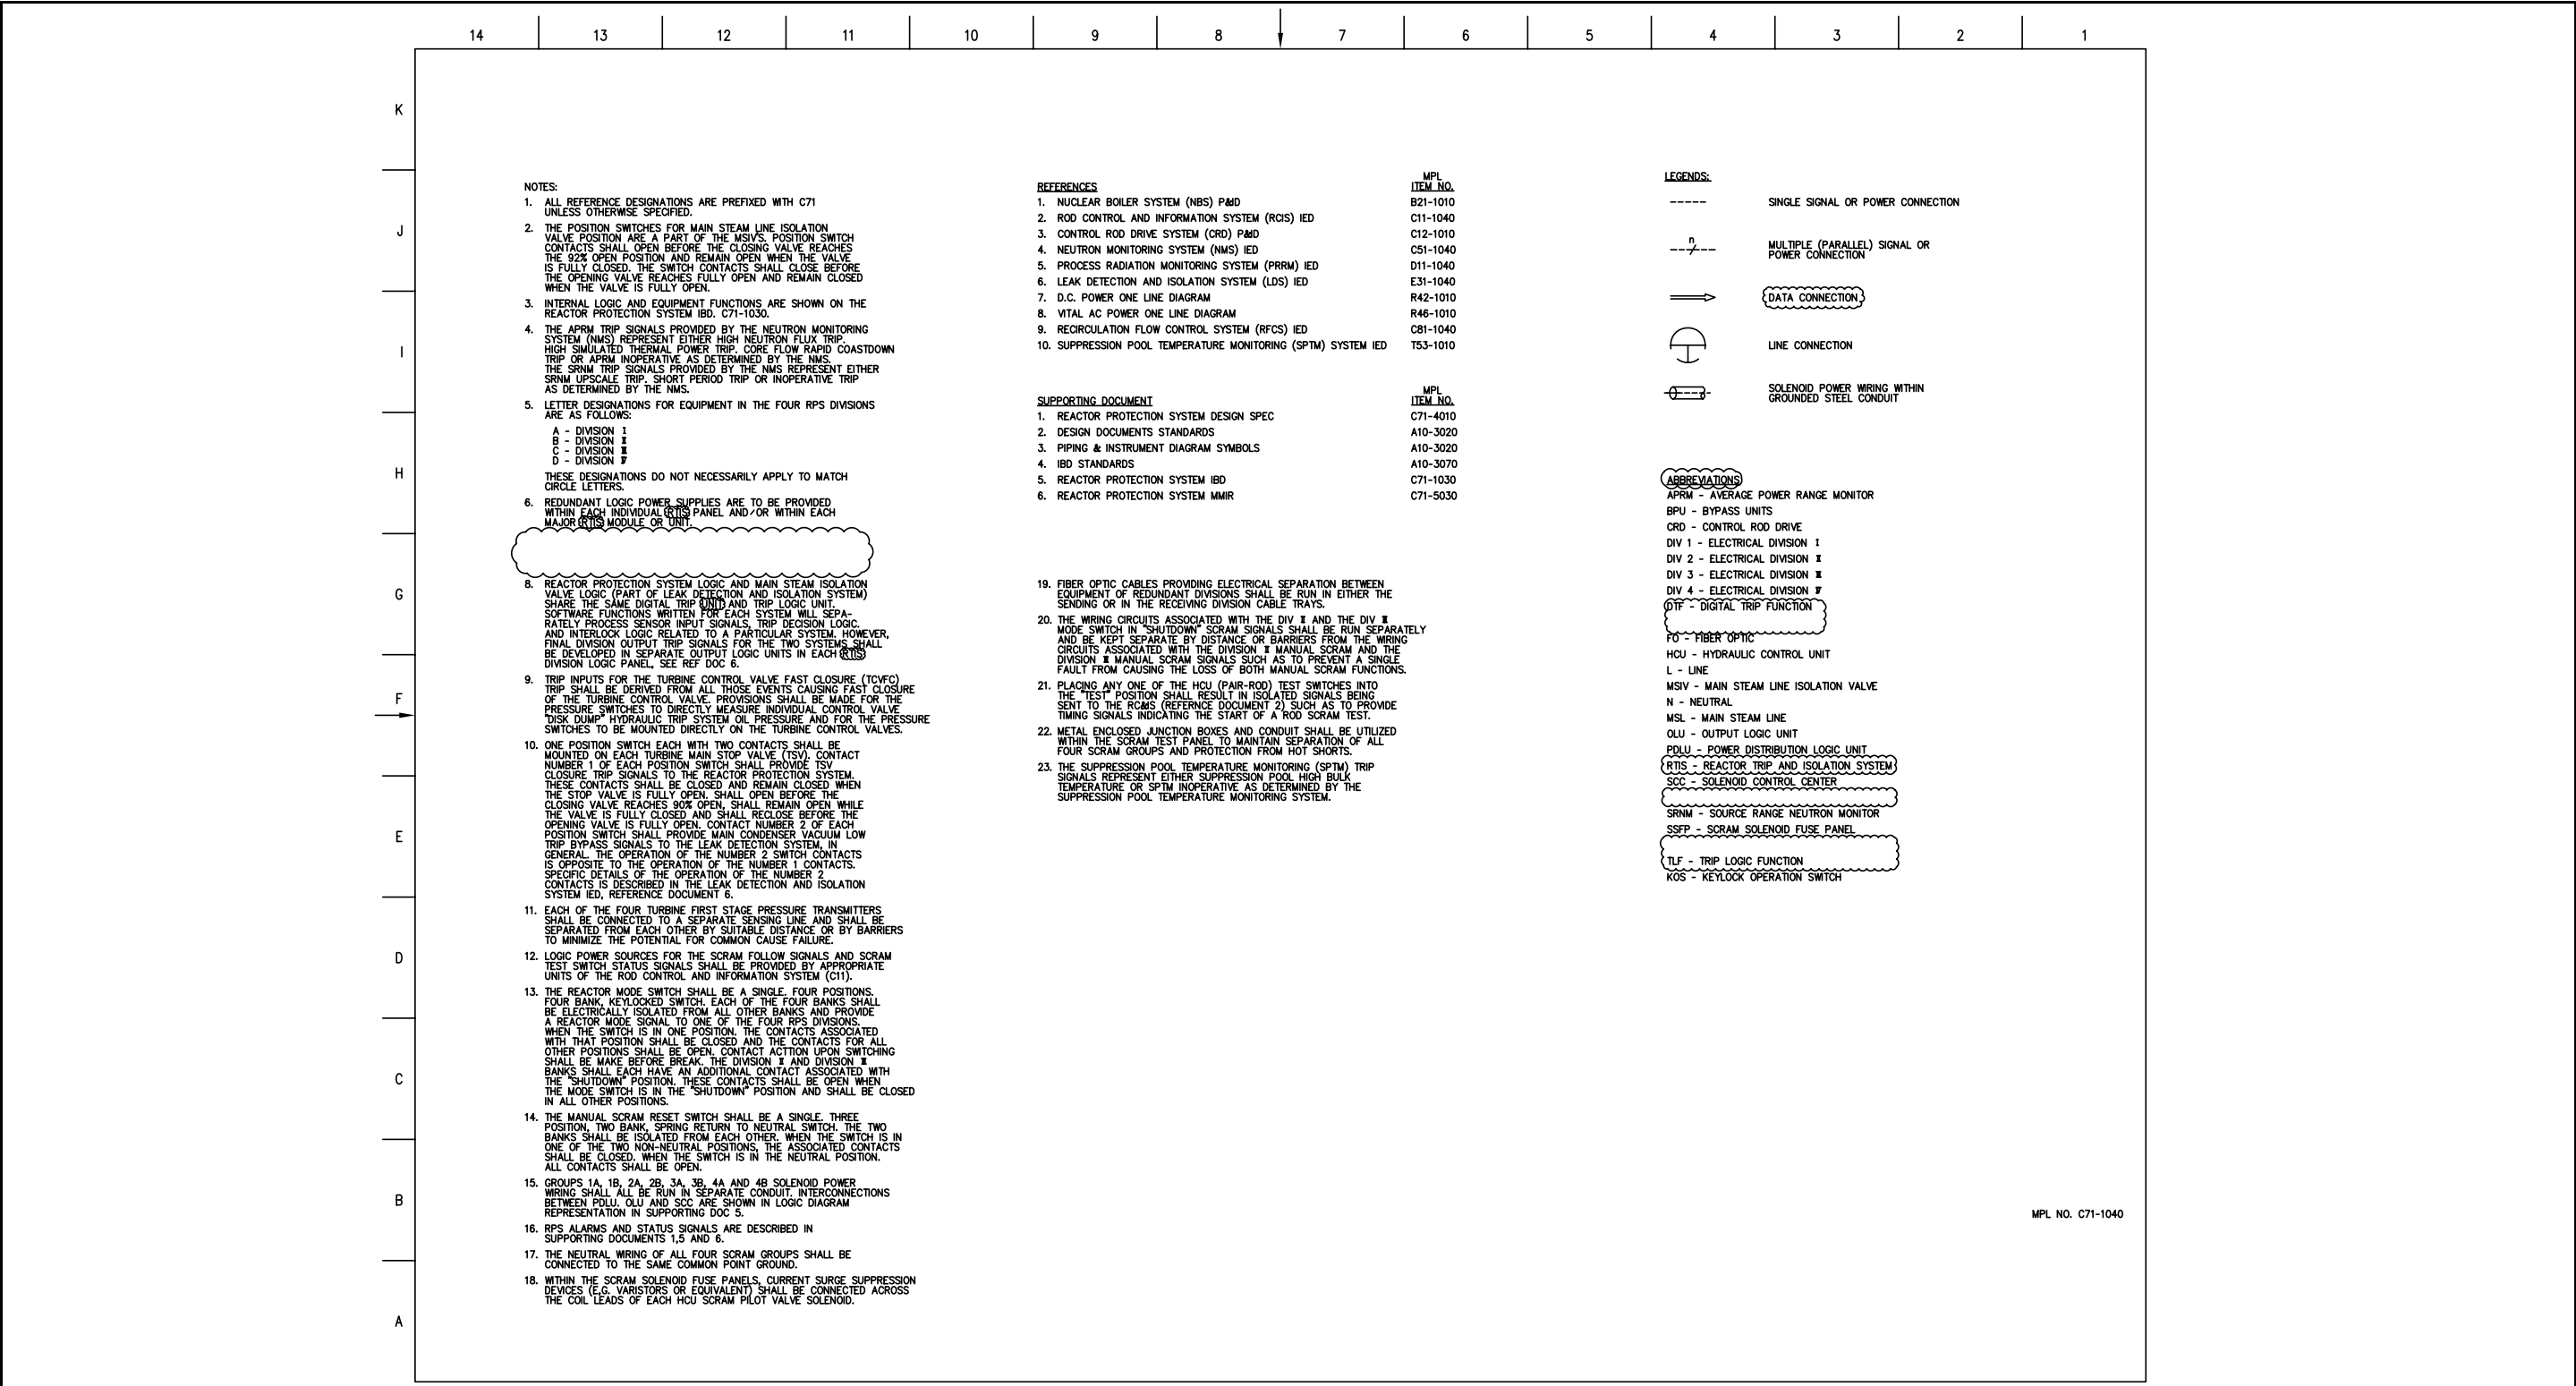 14 13 12 11 10 9 8 7 6 5 4 3 2 1
K
J
I
H
G
F
E
D
C
B
A
NOTES:
1. ALL REFERENCE DESIGNATIONS ARE PREFIXED WITH C71
UNLESS OTHERWISE SPECIFIED.
2. THE POSITION SWITCHES FOR MAIN STEAM LINE ISOLATION
VALVE POSITION ARE A PART OF THE MSIV'S. POSITION SWITCH
CONTACTS SHALL OPEN BEFORE THE CLOSING VALVE REACHES
THE 92% OPEN POSITION AND REMAIN OPEN WHEN THE VALVE
IS FULLY CLOSED. THE SWITCH CONTACTS SHALL CLOSE BEFORE
THE OPENING VALVE REACHES FULLY OPEN AND REMAIN CLOSED
WHEN THE VALVE IS FULLY OPEN.
3. INTERNAL LOGIC AND EQUIPMENT FUNCTIONS ARE SHOWN ON THE
REACTOR PROTECTION SYSTEM IBD. C71-1030.
4. THE APRM TRIP SIGNALS PROVIDED BY THE NEUTRON MONITORING
SYSTEM (NMS) REPRESENT EITHER HIGH NEUTRON FLUX TRIP.
HIGH SIMULATED THERMAL POWER TRIP. CORE FLOW RAPID COASTDOWN
TRIP OR APRM INOPERATIVE AS DETERMINED BY THE NMS.
THE SRNM TRIP SIGNALS PROVIDED BY THE NMS REPRESENT EITHER
SRNM UPSCALE TRIP. SHORT PERIOD TRIP OR INOPERATIVE TRIP
AS DETERMINED BY THE NMS.
5. LETTER DESIGNATIONS FOR EQUIPMENT IN THE FOUR RPS DIVISIONS
ARE AS FOLLOWS:
A - DIVISION I
B - DIVISION II
C - DIVISION III
D - DIVISION IV
THESE DESIGNATIONS DO NOT NECESSARILY APPLY TO MATCH
CIRCLE LETTERS.
6. REDUNDANT LOGIC POWER SUPPLIES ARE TO BE PROVIDED
WITHIN EACH INDIVIDUAL RTIS PANEL AND/OR WITHIN EACH
MAJOR RTIS MODULE OR UNIT.
8. REACTOR PROTECTION SYSTEM LOGIC AND MAIN STEAM ISOLATION
VALVE LOGIC (PART OF LEAK DETECTION AND ISOLATION SYSTEM)
SHARE THE SAME DIGITAL TRIP UNIT AND TRIP LOGIC UNIT.
SOFTWARE FUNCTIONS WRITTEN FOR EACH SYSTEM WILL SEPA-
RATELY PROCESS SENSOR INPUT SIGNALS, TRIP DECISION LOGIC.
AND INTERLOCK LOGIC RELATED TO A PARTICULAR SYSTEM. HOWEVER,
FINAL DIVISION OUTPUT TRIP SIGNALS FOR THE TWO SYSTEMS SHALL
BE DEVELOPED IN SEPARATE OUTPUT LOGIC UNITS IN EACH RTIS
DIVISION LOGIC PANEL, SEE REF DOC 6.
9. TRIP INPUTS FOR THE TURBINE CONTROL VALVE FAST CLOSURE (TCVFC)
TRIP SHALL BE DERIVED FROM ALL THOSE EVENTS CAUSING FAST CLOSURE
OF THE TURBINE CONTROL VALVE. PROVISIONS SHALL BE MADE FOR THE
PRESSURE SWITCHES TO DIRECTLY MEASURE INDIVIDUAL CONTROL VALVE
"DISK DUMP" HYDRAULIC TRIP SYSTEM OIL PRESSURE AND FOR THE PRESSURE
SWITCHES TO BE MOUNTED DIRECTLY ON THE TURBINE CONTROL VALVES.
10. ONE POSITION SWITCH EACH WITH TWO CONTACTS SHALL BE
MOUNTED ON EACH TURBINE MAIN STOP VALVE (TSV). CONTACT
NUMBER 1 OF EACH POSITION SWITCH SHALL PROVIDE TSV
CLOSURE TRIP SIGNALS TO THE REACTOR PROTECTION SYSTEM.
THESE CONTACTS SHALL BE CLOSED AND REMAIN CLOSED WHEN
THE STOP VALVE IS FULLY OPEN. SHALL OPEN BEFORE THE
CLOSING VALVE REACHES 90% OPEN, SHALL REMAIN OPEN WHILE
THE VALVE IS FULLY CLOSED AND SHALL RECLOSE BEFORE THE
OPENING VALVE IS FULLY OPEN. CONTACT NUMBER 2 OF EACH
POSITION SWITCH SHALL PROVIDE MAIN CONDENSER VACUUM LOW
TRIP BYPASS SIGNALS TO THE LEAK DETECTION SYSTEM, IN
GENERAL. THE OPERATION OF THE NUMBER 2 SWITCH CONTACTS
IS OPPOSITE TO THE OPERATION OF THE NUMBER 1 CONTACTS.
SPECIFIC DETAILS OF THE OPERATION OF THE NUMBER 2
CONTACTS IS DESCRIBED IN THE LEAK DETECTION AND ISOLATION
SYSTEM IED, REFERENCE DOCUMENT 6.
11. EACH OF THE FOUR TURBINE FIRST STAGE PRESSURE TRANSMITTERS
SHALL BE CONNECTED TO A SEPARATE SENSING LINE AND SHALL BE
SEPARATED FROM EACH OTHER BY SUITABLE DISTANCE OR BY BARRIERS
TO MINIMIZE THE POTENTIAL FOR COMMON CAUSE FAILURE.
12. LOGIC POWER SOURCES FOR THE SCRAM FOLLOW SIGNALS AND SCRAM
TEST SWITCH STATUS SIGNALS SHALL BE PROVIDED BY APPROPRIATE
UNITS OF THE ROD CONTROL AND INFORMATION SYSTEM (C11).
13. THE REACTOR MODE SWITCH SHALL BE A SINGLE. FOUR POSITIONS.
FOUR BANK, KEYLOCKED SWITCH. EACH OF THE FOUR BANKS SHALL
BE ELECTRICALLY ISOLATED FROM ALL OTHER BANKS AND PROVIDE
A REACTOR MODE SIGNAL TO ONE OF THE FOUR RPS DIVISIONS.
WHEN THE SWITCH IS IN ONE POSITION. THE CONTACTS ASSOCIATED
WITH THAT POSITION SHALL BE CLOSED AND THE CONTACTS FOR ALL
OTHER POSITIONS SHALL BE OPEN. CONTACT ACTTION UPON SWITCHING
SHALL BE MAKE BEFORE BREAK. THE DIVISION AND DIVISION
BANKS SHALL EACH HAVE AN ADDITIONAL CONTACT ASSOCIATED WITH
THE "SHUTDOWN" POSITION. THESE CONTACTS SHALL BE OPEN WHEN
THE MODE SWITCH IS IN THE "SHUTDOWN" POSITION AND SHALL BE CLOSED
IN ALL OTHER POSITIONS.
14. THE MANUAL SCRAM RESET SWITCH SHALL BE A SINGLE. THREE
POSITION, TWO BANK, SPRING RETURN TO NEUTRAL SWITCH. THE TWO
BANKS SHALL BE ISOLATED FROM EACH OTHER. WHEN THE SWITCH IS IN
ONE OF THE TWO NON-NEUTRAL POSITIONS, THE ASSOCIATED CONTACTS
SHALL BE CLOSED. WHEN THE SWITCH IS IN THE NEUTRAL POSITION.
ALL CONTACTS SHALL BE OPEN.
15. GROUPS 1A, 1B, 2A, 2B, 3A, 3B, 4A AND 4B SOLENOID POWER
WIRING SHALL ALL BE RUN IN SEPARATE CONDUIT. INTERCONNECTIONS
BETWEEN PDLU. OLU AND SCC ARE SHOWN IN LOGIC DIAGRAM
REPRESENTATION IN SUPPORTING DOC 5.
16. RPS ALARMS AND STATUS SIGNALS ARE DESCRIBED IN
SUPPORTING DOCUMENTS 1,5 AND 6.
17. THE NEUTRAL WIRING OF ALL FOUR SCRAM GROUPS SHALL BE
CONNECTED TO THE SAME COMMON POINT GROUND.
18. WITHIN THE SCRAM SOLENOID FUSE PANELS, CURRENT SURGE SUPPRESSION
DEVICES (E.G. VARISTORS OR EQUIVALENT) SHALL BE CONNECTED ACROSS
THE COIL LEADS OF EACH HCU SCRAM PILOT VALVE SOLENOID.
REFERENCES MPL ITEM NO.
1. NUCLEAR BOILER SYSTEM (NBS) P&ID B21-1010
2. ROD CONTROL AND INFORMATION SYSTEM (RCIS) IED C11-1040
3. CONTROL ROD DRIVE SYSTEM (CRD) P&ID C12-1010
4. NEUTRON MONITORING SYSTEM (NMS) IED C51-1040
5. PROCESS RADIATION MONITORING SYSTEM (PRRM) IED D11-1040
6. LEAK DETECTION AND ISOLATION SYSTEM (LDS) IED E31-1040
7. D.C. POWER ONE LINE DIAGRAM R42-1010
8. VITAL AC POWER ONE LINE DIAGRAM R46-1010
9. RECIRCULATION FLOW CONTROL SYSTEM (RFCS) IED C81-1040
10. SUPPRESSION POOL TEMPERATURE MONITORING (SPTM) SYSTEM IED T53-1010
SUPPORTING DOCUMENT MPL ITEM NO.
1. REACTOR PROTECTION SYSTEM DESIGN SPEC C71-4010
2. DESIGN DOCUMENTS STANDARDS A10-3020
3. PIPING & INSTRUMENT DIAGRAM SYMBOLS A10-3020
4. IBD STANDARDS A10-3070
5. REACTOR PROTECTION SYSTEM IBD C71-1030
6. REACTOR PROTECTION SYSTEM MMIR C71-5030
19. FIBER OPTIC CABLES PROVIDING ELECTRICAL SEPARATION BETWEEN
EQUIPMENT OF REDUNDANT DIVISIONS SHALL BE RUN IN EITHER THE
SENDING OR IN THE RECEIVING DIVISION CABLE TRAYS.
20. THE WIRING CIRCUITS ASSOCIATED WITH THE DIV AND THE DIV
MODE SWITCH IN "SHUTDOWN" SCRAM SIGNALS SHALL BE RUN SEPARATELY
AND BE KEPT SEPARATE BY DISTANCE OR BARRIERS FROM THE WIRING
CIRCUITS ASSOCIATED WITH THE DIVISION MANUAL SCRAM AND THE
DIVISION MANUAL SCRAM SIGNALS SUCH AS TO PREVENT A SINGLE
FAULT FROM CAUSING THE LOSS OF BOTH MANUAL SCRAM FUNCTIONS.
21. PLACING ANY ONE OF THE HCU (PAIR-ROD) TEST SWITCHES INTO
THE "TEST" POSITION SHALL RESULT IN ISOLATED SIGNALS BEING
SENT TO THE RC&IS (REFERNCE DOCUMENT 2) SUCH AS TO PROVIDE
TIMING SIGNALS INDICATING THE START OF A ROD SCRAM TEST.
22. METAL ENCLOSED JUNCTION BOXES AND CONDUIT SHALL BE UTILIZED
WITHIN THE SCRAM TEST PANEL TO MAINTAIN SEPARATION OF ALL
FOUR SCRAM GROUPS AND PROTECTION FROM HOT SHORTS.
23. THE SUPPRESSION POOL TEMPERATURE MONITORING (SPTM) TRIP
SIGNALS REPRESENT EITHER SUPPRESSION POOL HIGH BULK
TEMPERATURE OR SPTM INOPERATIVE AS DETERMINED BY THE
SUPPRESSION POOL TEMPERATURE MONITORING SYSTEM.
LEGENDS:
SINGLE SIGNAL OR POWER CONNECTION
n
MULTIPLE (PARALLEL) SIGNAL OR
POWER CONNECTION
DATA CONNECTION
LINE CONNECTION
SOLENOID POWER WIRING WITHIN
GROUNDED STEEL CONDUIT
ABBREVIATIONS
APRM - AVERAGE POWER RANGE MONITOR
BPU - BYPASS UNITS
CRD - CONTROL ROD DRIVE
DIV 1 - ELECTRICAL DIVISION I
DIV 2 - ELECTRICAL DIVISION II
DIV 3 - ELECTRICAL DIVISION III
DIV 4 - ELECTRICAL DIVISION IV
DTF - DIGITAL TRIP FUNCTION
FO - FIBER OPTIC
HCU - HYDRAULIC CONTROL UNIT
L - LINE
MSIV - MAIN STEAM LINE ISOLATION VALVE
N - NEUTRAL
MSL - MAIN STEAM LINE
OLU - OUTPUT LOGIC UNIT
PDLU - POWER DISTRIBUTION LOGIC UNIT
RTIS - REACTOR TRIP AND ISOLATION SYSTEM
SCC - SOLENOID CONTROL CENTER
SRNM - SOURCE RANGE NEUTRON MONITOR
SSFP - SCRAM SOLENOID FUSE PANEL
TLF - TRIP LOGIC FUNCTION
KOS - KEYLOCK OPERATION SWITCH
MPL NO. C71-1040